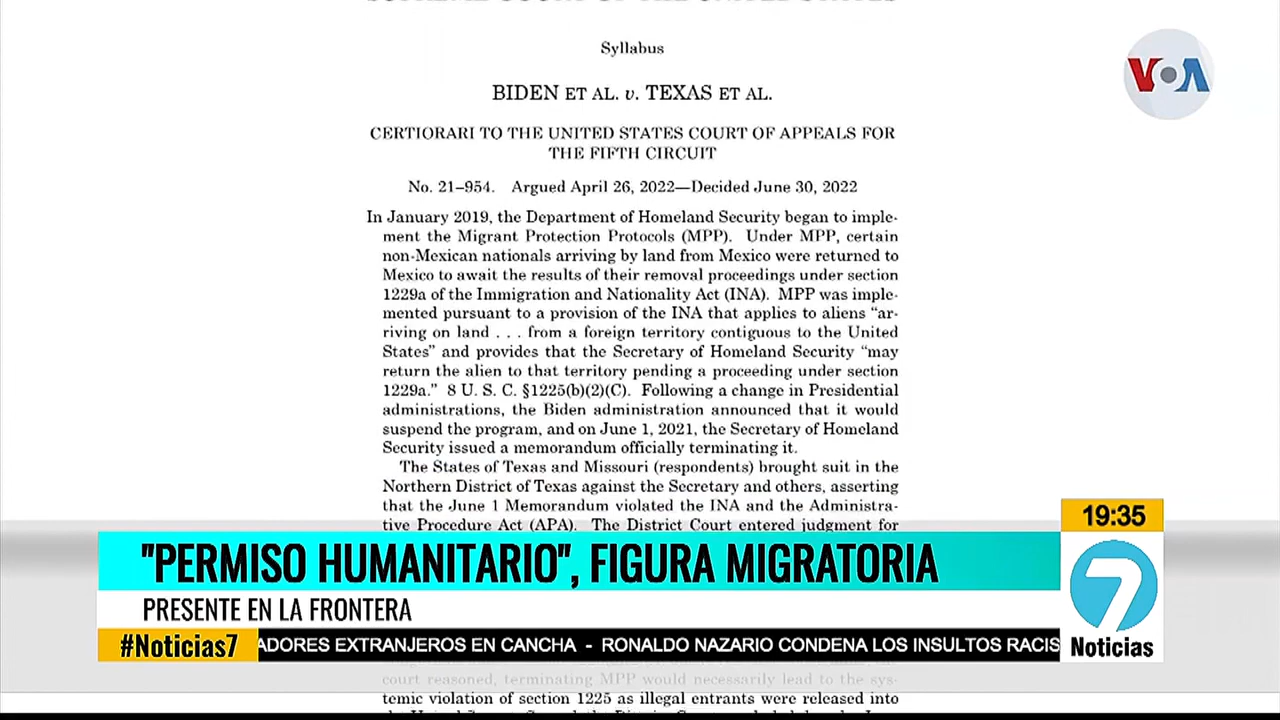 SUPREME COURT OF THE UNITED STATES
Syllabus
VOA
BIDEN ET AL. v. TEXAS ET AL.
CERTIORARI TO THE UNITED STATES COURT OF APPEALS FOR
THE FIFTH CIRCUIT
No. 21–954. Argued April 26, 2022—Decided June 30, 2022
In January 2019, the Department of Homeland Security began to imple-
ment the Migrant Protection Protocols (MPP). Under MPP, certain
non-Mexican nationals arriving by land from Mexico were returned to
Mexico to await the results of their removal proceedings under section
1229a of the Immigration and Nationality Act (INA). MPP was imple-
mented pursuant to a provision of the INA that applies to aliens “ar-
riving on land . . . from a foreign territory contiguous to the United
States” and provides that the Secretary of Homeland Security “may
return the alien to that territory pending a proceeding under section
1229a.” 8 U. S. C. §1225(b)(2)(C). Following a change in Presidential
administrations, the Biden administration announced that it would
suspend the program, and on June 1, 2021, the Secretary of Homeland
Security issued a memorandum officially terminating it.
The States of Texas and Missouri (respondents) brought suit in the
Northern District of Texas against the Secretary and others, asserting
that the June 1 Memorandum violated the INA and the Administra-
tive Procedure Act (APA). The District Court entered judgment for
19:35
"PERMISO HUMANITARIO", FIGURA MIGRATORIA
PRESENTE EN LA FRONTERA
7
Noticias
#Noticias7
ADORES EXTRANJEROS EN CANCHA - RONALDO NAZARIO CONDENA LOS INSULTOS RACIS
court reasoned, terminating MPP would necessarily lead to the sys-
temic violation of section 1225 as illegal entrants were released into